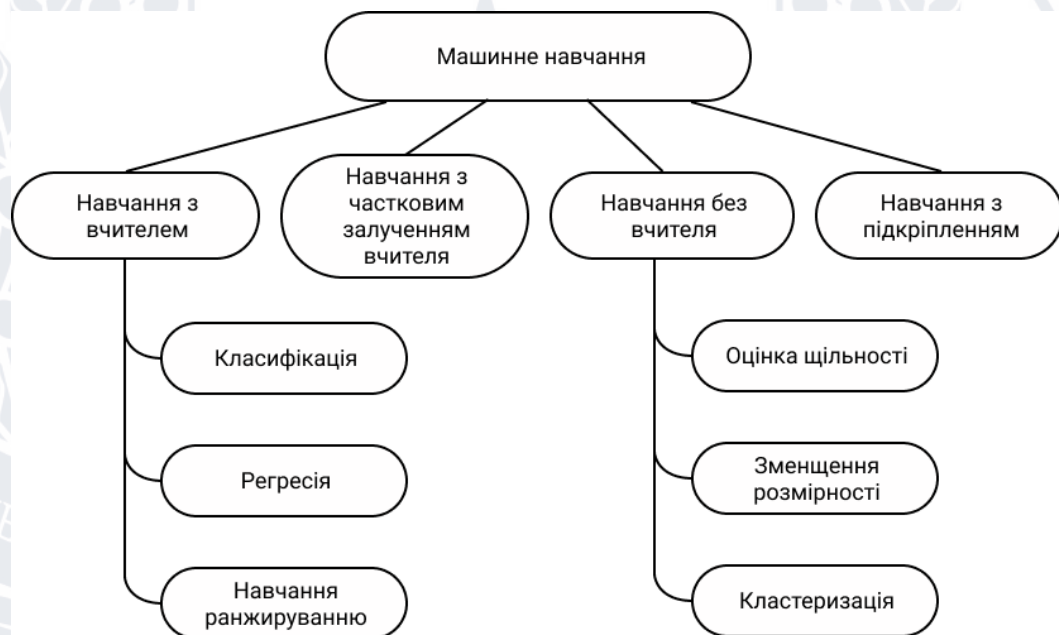 Машинне навчання
Навчання з
вчителем
Навчання з
частковим
залученням
вчителя
Навчання без
вчителя
Навчання з
підкріпленням
Класифікація
Регресія
Навчання
ранжируванню
Оцінка щільності
Зменщення
розмірності
Кластеризація